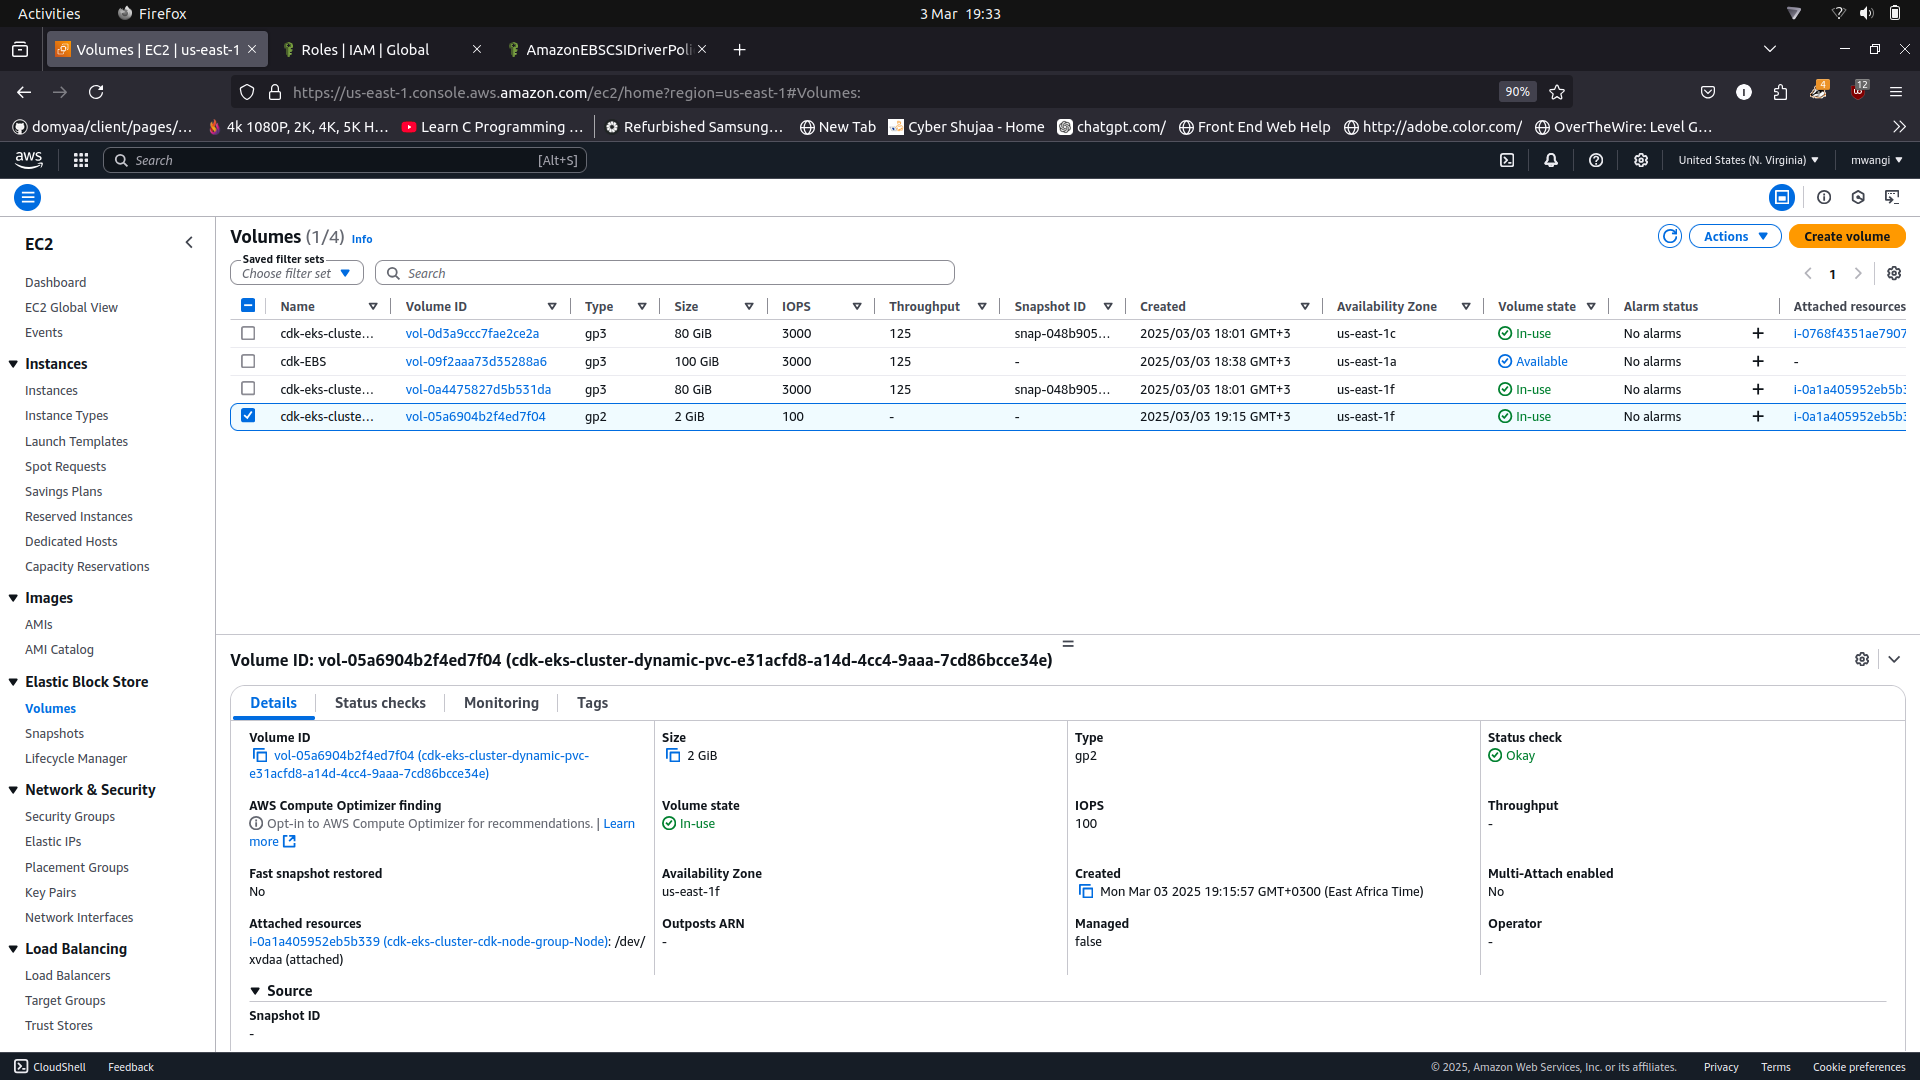 Activities
Firefox
3 Mar 19:33
Volumes | EC2 | us-east-1
Roles | IAM | Global
AmazonEBSCSIDriverPoli
https://us-east-1.console.aws.amazon.com/ec2/home?region=us-east-1#Volumes:
90%
4
12
domyaa/client/pages/...
4k 1080P, 2K, 4K, 5K H...
Learn C Programming ...
Refurbished Samsung...
New Tab
Cyber Shujaa - Home
chatgpt.com/
Front End Web Help
http://adobe.color.com/
OverTheWire: Level G...
aws
Search
[Alt+S]
United States (N. Virginia)
mwangi
EC2
Dashboard
EC2 Global View
Events
Instances
Instances
Instance Types
Launch Templates
Spot Requests
Savings Plans
Reserved Instances
Dedicated Hosts
Capacity Reservations
Images
AMIs
AMI Catalog
Elastic Block Store
Volumes
Snapshots
Lifecycle Manager
Network & Security
Security Groups
Elastic IPs
Placement Groups
Key Pairs
Network Interfaces
Load Balancing
Load Balancers
Target Groups
Trust Stores
Volumes (1/4) Info
Actions
Create volume
Saved filter sets
Choose filter set
Search
1
Name Volume ID Type Size IOPS Throughput Snapshot ID Created Availability Zone Volume state Alarm status Attached resources
cdk-eks-cluste... vol-0d3a9ccc7fae2ce2a gp3 80 GiB 3000 125 snap-048b905... 2025/03/03 18:01 GMT+3 us-east-1c In-use No alarms + i-0768f4351ae7907
cdk-EBS vol-09f2aaa73d35288a6 gp3 100 GiB 3000 125 - 2025/03/03 18:38 GMT+3 us-east-1a Available No alarms + -
cdk-eks-cluste... vol-0a4475827d5b531da gp3 80 GiB 3000 125 snap-048b905... 2025/03/03 18:01 GMT+3 us-east-1f In-use No alarms + i-0a1a405952eb5b3
cdk-eks-cluste... vol-05a6904b2f4ed7f04 gp2 2 GiB 100 - - 2025/03/03 19:15 GMT+3 us-east-1f In-use No alarms + i-0a1a405952eb5b3
Volume ID: vol-05a6904b2f4ed7f04 (cdk-eks-cluster-dynamic-pvc-e31acfd8-a14d-4cc4-9aaa-7cd86bcce34e)
Details
Status checks
Monitoring
Tags
Volume ID
vol-05a6904b2f4ed7f04 (cdk-eks-cluster-dynamic-pvc-
e31acfd8-a14d-4cc4-9aaa-7cd86bcce34e)
Size
2 GiB
Type
gp2
Status check
Okay
AWS Compute Optimizer finding
Opt-in to AWS Compute Optimizer for recommendations. | Learn
more
Volume state
In-use
IOPS
100
Throughput
-
Fast snapshot restored
No
Availability Zone
us-east-1f
Created
Mon Mar 03 2025 19:15:57 GMT+0300 (East Africa Time)
Multi-Attach enabled
No
Attached resources
i-0a1a405952eb5b339 (cdk-eks-cluster-cdk-node-group-Node): /dev/
xvdaa (attached)
Outposts ARN
-
Managed
false
Operator
-
Source
Snapshot ID
-
CloudShell
Feedback
© 2025, Amazon Web Services, Inc. or its affiliates.
Privacy
Terms
Cookie preferences